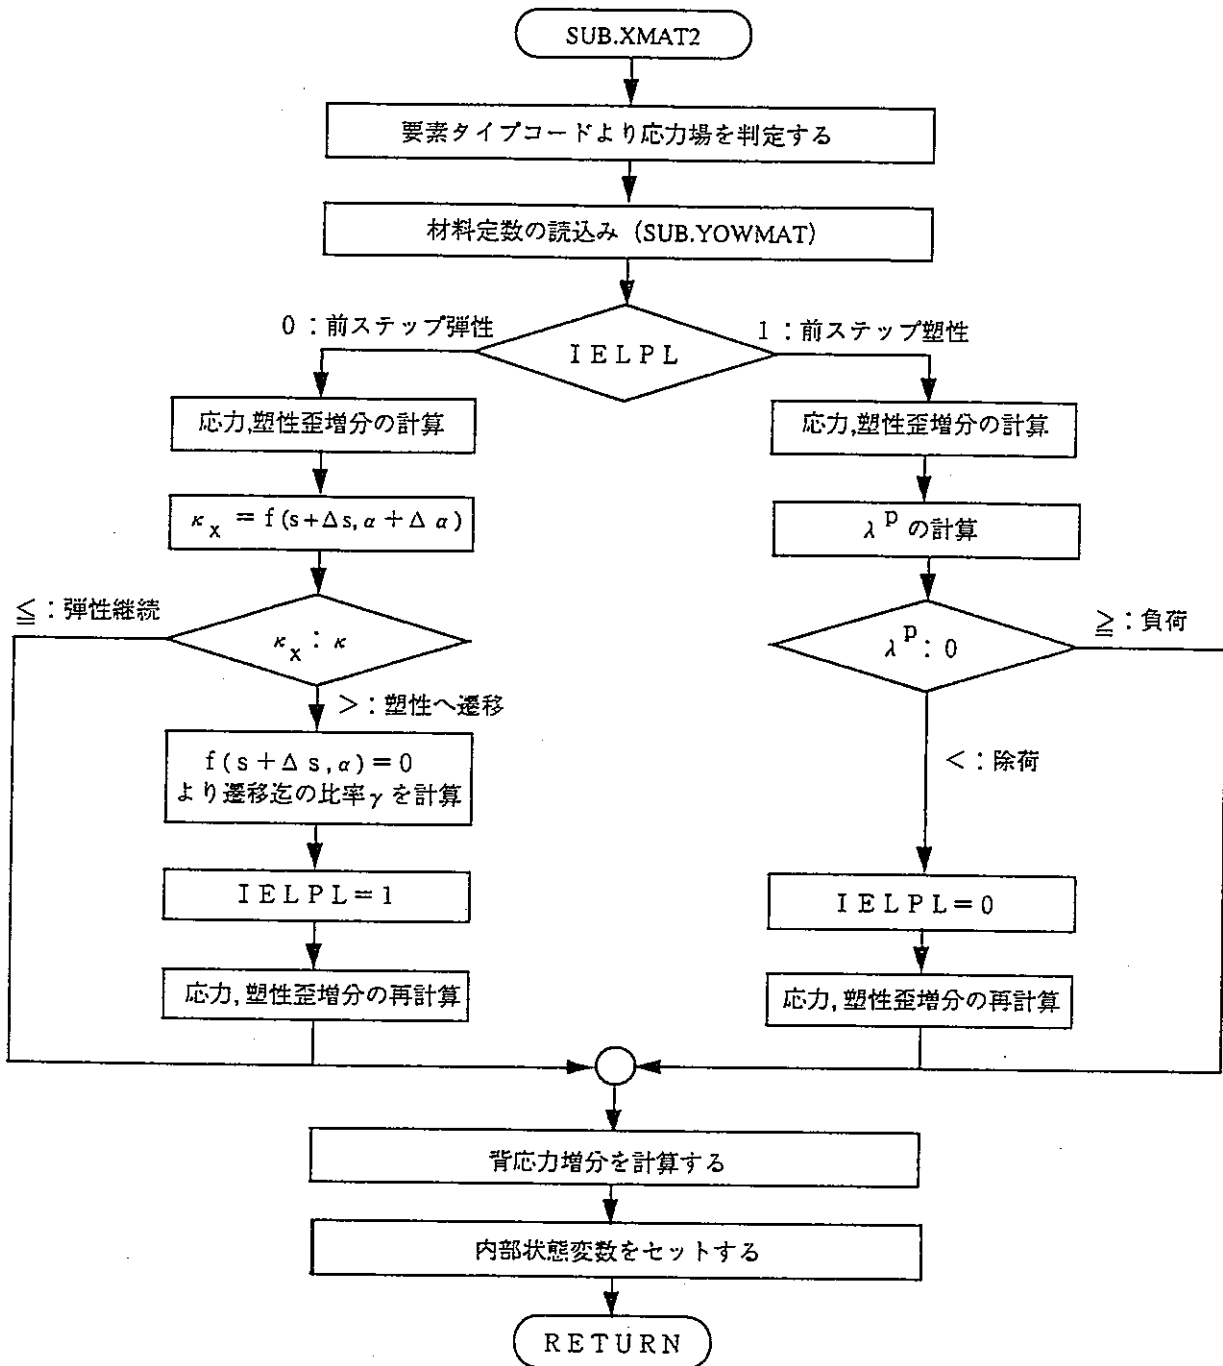 SUB.XMAT2
要素タイプコードより応力場を判定する
材料定数の読込み (SUB.YOWMAT)
0：前ステップ弾性
1：前ステップ塑性
IELPL
応力,塑性歪増分の計算
応力,塑性歪増分の計算
κx = f(s+Δs, α+Δα)
λᵖ の計算
≦：弾性継続
κx : κ
λᵖ : 0
≧：負荷
＞：塑性へ遷移
f(s+Δs, α)=0
より遷移迄の比率γを計算
＜：除荷
IELPL=1
IELPL=0
応力,塑性歪増分の再計算
応力,塑性歪増分の再計算
背応力増分を計算する
内部状態変数をセットする
RETURN